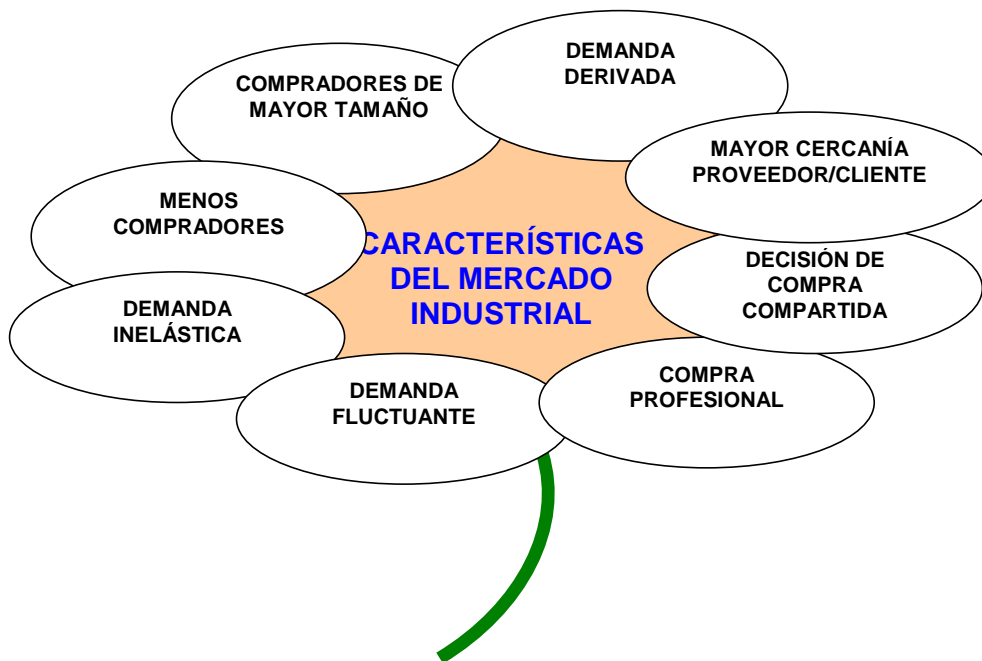 DEMANDA
DERIVADA
COMPRADORES DE
MAYOR TAMAÑO
MAYOR CERCANÍA
PROVEEDOR/CLIENTE
MENOS
COMPRADORES
CARACTERÍSTICAS
DEL MERCADO
INDUSTRIAL
DECISIÓN DE
COMPRA
COMPARTIDA
DEMANDA
INELÁSTICA
DEMANDA
FLUCTUANTE
COMPRA
PROFESIONAL